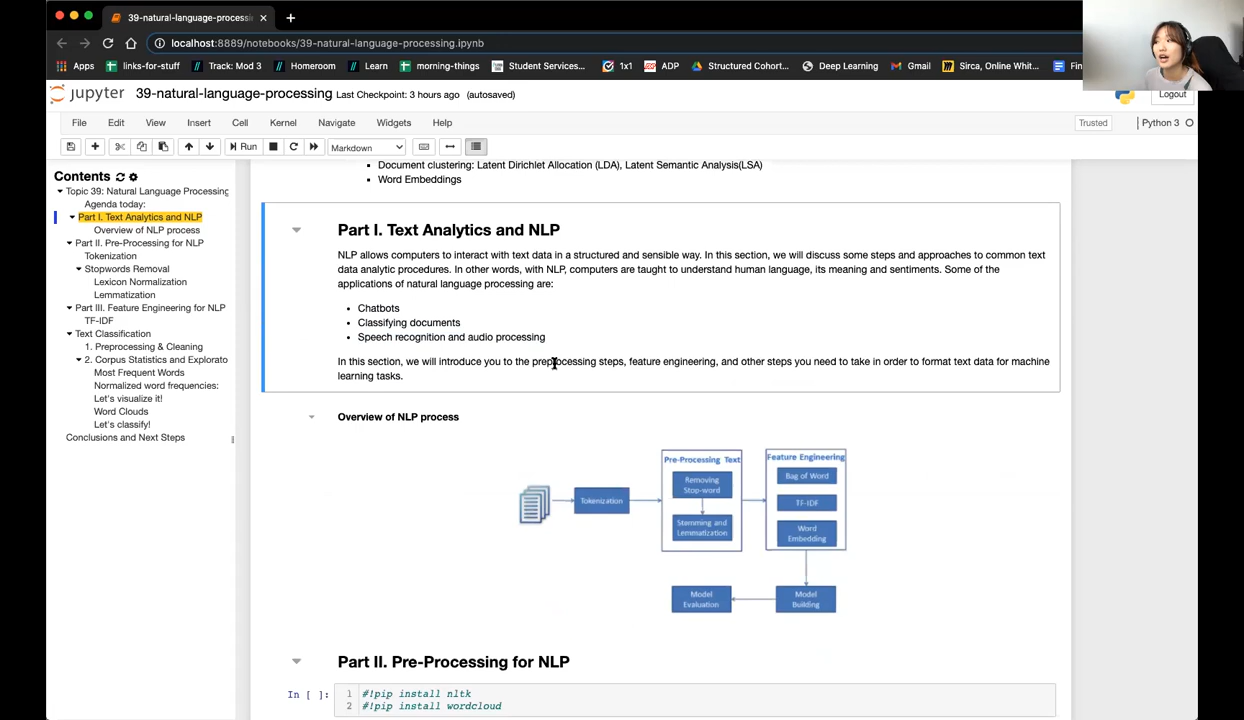 39-natural-language-processi
localhost:8889/notebooks/39-natural-language-processing.ipynb
Apps links-for-stuff Track: Mod 3 Homeroom Learn morning-things Student Services... 1x1 ADP Structured Cohort... Deep Learning Gmail Sirca, Online Whit... Fin
jupyter 39-natural-language-processing Last Checkpoint: 3 hours ago (autosaved) Logout
File Edit View Insert Cell Kernel Navigate Widgets Help Trusted Python 3
Run Markdown
Contents
Topic 39: Natural Language Processing
Agenda today:
Part I. Text Analytics and NLP
Overview of NLP process
Part II. Pre-Processing for NLP
Tokenization
Stopwords Removal
Lexicon Normalization
Lemmatization
Part III. Feature Engineering for NLP
TF-IDF
Text Classification
1. Preprocessing & Cleaning
2. Corpus Statistics and Explorato
Most Frequent Words
Normalized word frequencies:
Let's visualize it!
Word Clouds
Let's classify!
Conclusions and Next Steps
Document clustering: Latent Dirichlet Allocation (LDA), Latent Semantic Analysis(LSA)
Word Embeddings
Part I. Text Analytics and NLP
NLP allows computers to interact with text data in a structured and sensible way. In this section, we will discuss some steps and approaches to common text
data analytic procedures. In other words, with NLP, computers are taught to understand human language, its meaning and sentiments. Some of the
applications of natural language processing are:
Chatbots
Classifying documents
Speech recognition and audio processing
In this section, we will introduce you to the preprocessing steps, feature engineering, and other steps you need to take in order to format text data for machine
learning tasks.
Overview of NLP process
Tokenization
Pre-Processing Text
Removing
Stop-word
Stemming and
Lemmatization
Feature Engineering
Bag of Word
TF-IDF
Word
Embedding
Model
Evaluation
Model
Building
Part II. Pre-Processing for NLP
In [ ]:
1 #!pip install nltk
2 #!pip install wordcloud